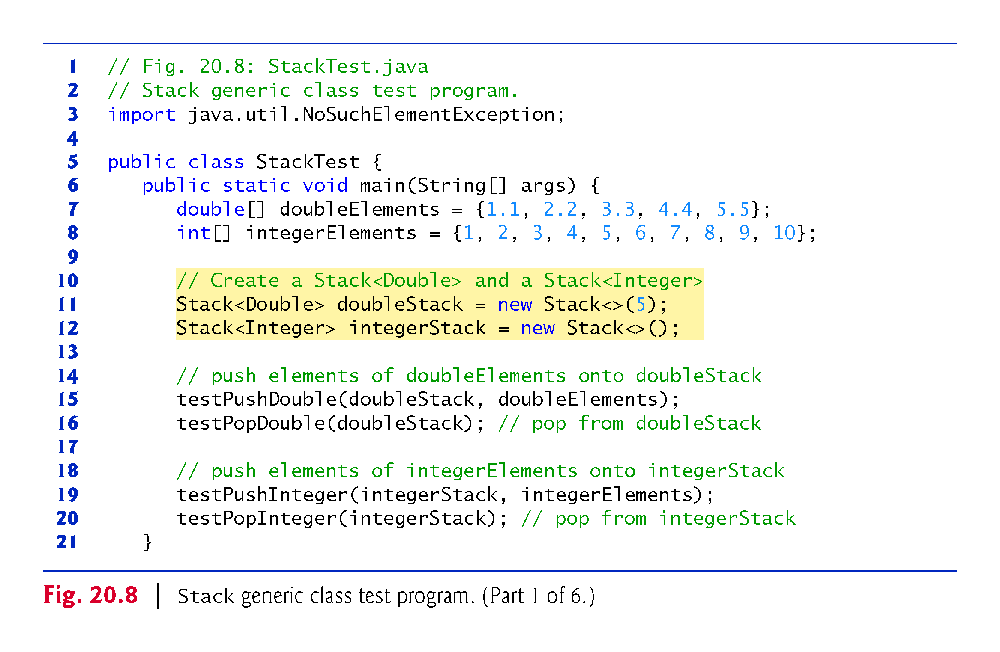 1 // Fig. 20.8: StackTest.java
2 // Stack generic class test program.
3 import java.util.NoSuchElementException;
4
5 public class StackTest {
6 public static void main(String[] args) {
7 double[] doubleElements = {1.1, 2.2, 3.3, 4.4, 5.5};
8 int[] integerElements = {1, 2, 3, 4, 5, 6, 7, 8, 9, 10};
9
10 // Create a Stack<Double> and a Stack<Integer>
11 Stack<Double> doubleStack = new Stack<>(5);
12 Stack<Integer> integerStack = new Stack<>();
13
14 // push elements of doubleElements onto doubleStack
15 testPushDouble(doubleStack, doubleElements);
16 testPopDouble(doubleStack); // pop from doubleStack
17
18 // push elements of integerElements onto integerStack
19 testPushInteger(integerStack, integerElements);
20 testPopInteger(integerStack); // pop from integerStack
21 }
Fig. 20.8 | Stack generic class test program. (Part 1 of 6.)